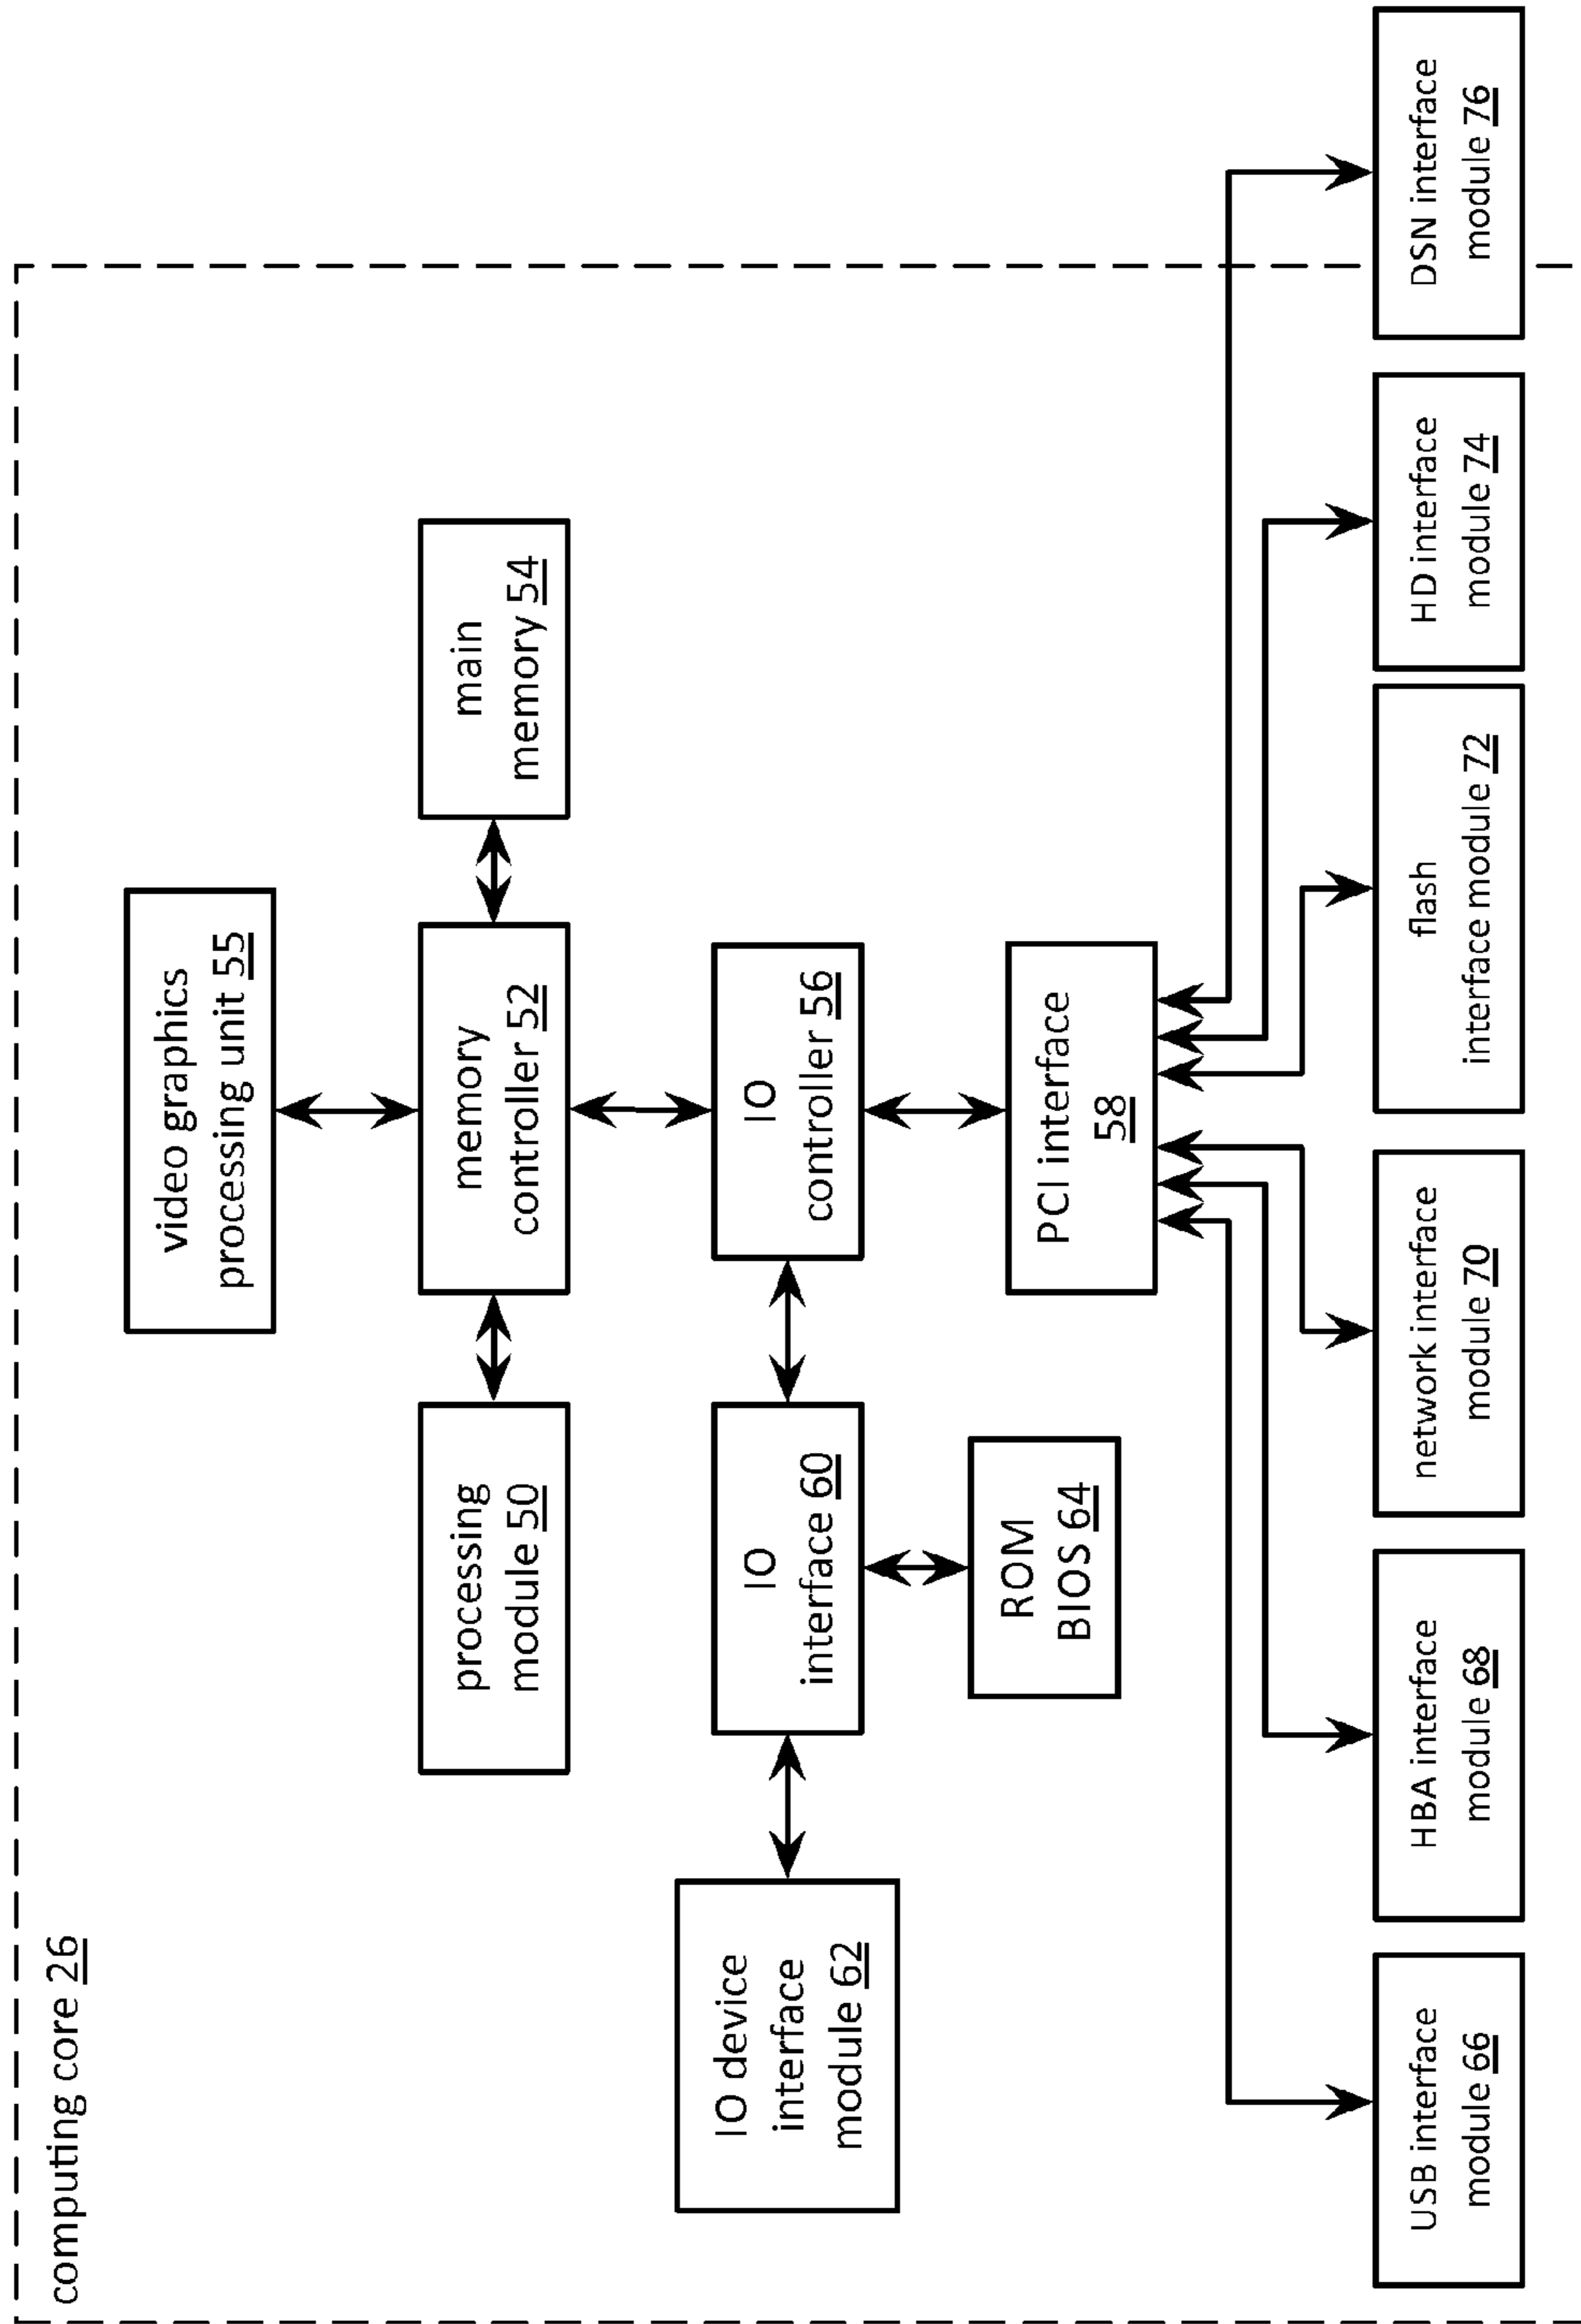 computing core 26
video graphics
processing unit 55
processing
module 50
memory
controller 52
main
memory 54
IO device
interface
module 62
IO
interface 60
IO
controller 56
ROM
BIOS 64
PCI interface
58
USB interface
module 66
HBA interface
module 68
network interface
module 70
flash
interface module 72
HD interface
module 74
DSN interface
module 76